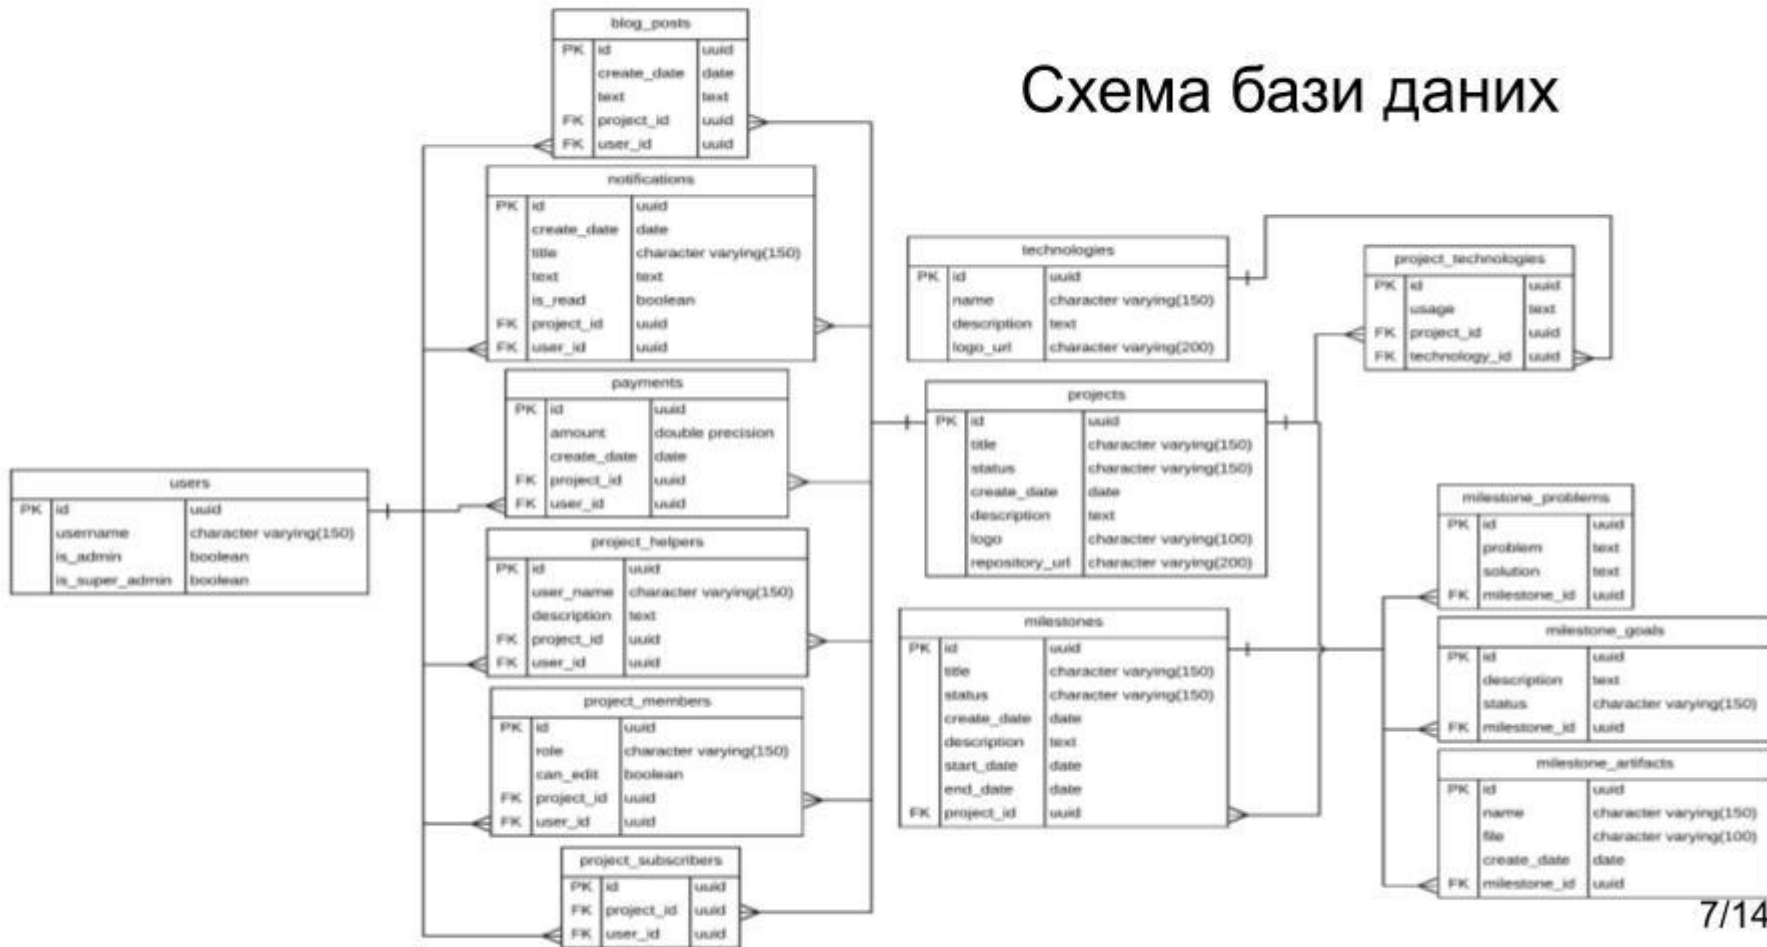 Схема бази даних
blog_posts
PK id uuid
create_date date
text text
FK project_id uuid
FK user_id uuid
notifications
PK id uuid
create_date date
title character varying(150)
text text
is_read boolean
FK project_id uuid
FK user_id uuid
payments
PK id uuid
amount double precision
create_date date
FK project_id uuid
FK user_id uuid
users
PK id uuid
username character varying(150)
is_admin boolean
is_super_admin boolean
project_helpers
PK id uuid
user_name character varying(150)
description text
FK project_id uuid
FK user_id uuid
project_members
PK id uuid
role character varying(150)
can_edit boolean
FK project_id uuid
FK user_id uuid
project_subscribers
PK id uuid
FK project_id uuid
FK user_id uuid
technologies
PK id uuid
name character varying(150)
description text
logo_url character varying(200)
project_technologies
PK id uuid
usage text
FK project_id uuid
FK technology_id uuid
projects
PK id uuid
title character varying(150)
status character varying(150)
create_date date
description text
logo character varying(100)
repository_url character varying(200)
milestones
PK id uuid
title character varying(150)
status character varying(150)
create_date date
description text
start_date date
end_date date
FK project_id uuid
milestone_problems
PK id uuid
problem text
solution text
FK milestone_id uuid
milestone_goals
PK id uuid
description text
status character varying(150)
FK milestone_id uuid
milestone_artifacts
PK id uuid
name character varying(150)
file character varying(100)
create_date date
FK milestone_id uuid
7/14